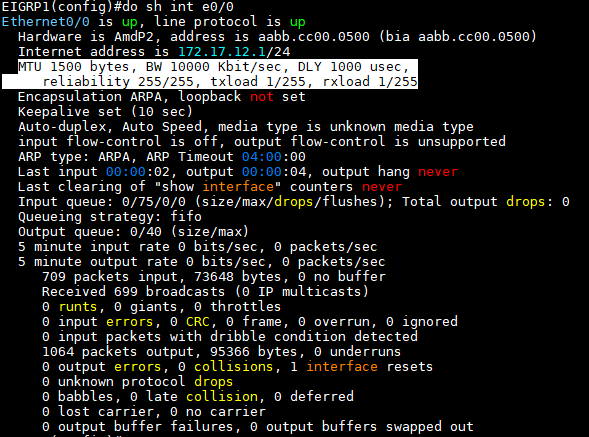 EIGRP1(config)#do sh int e0/0
Ethernet0/0 is up, line protocol is up
Hardware is AmdP2, address is aabb.cc00.0500 (bia aabb.cc00.0500)
Internet address is 172.17.12.1/24
MTU 1500 bytes, BW 10000 Kbit/sec, DLY 1000 usec,
reliability 255/255, txload 1/255, rxload 1/255
Encapsulation ARPA, loopback not set
Keepalive set (10 sec)
Auto-duplex, Auto Speed, media type is unknown media type
input flow-control is off, output flow-control is unsupported
ARP type: ARPA, ARP Timeout 04:00:00
Last input 00:00:02, output 00:00:04, output hang never
Last clearing of "show interface" counters never
Input queue: 0/75/0/0 (size/max/drops/flushes); Total output drops: 0
Queueing strategy: fifo
Output queue: 0/40 (size/max)
5 minute input rate 0 bits/sec, 0 packets/sec
5 minute output rate 0 bits/sec, 0 packets/sec
709 packets input, 73648 bytes, 0 no buffer
Received 699 broadcasts (0 IP multicasts)
0 runts, 0 giants, 0 throttles
0 input errors, 0 CRC, 0 frame, 0 overrun, 0 ignored
0 input packets with dribble condition detected
1064 packets output, 95366 bytes, 0 underruns
0 output errors, 0 collisions, 1 interface resets
0 unknown protocol drops
0 babbles, 0 late collision, 0 deferred
0 lost carrier, 0 no carrier
0 output buffer failures, 0 output buffers swapped out